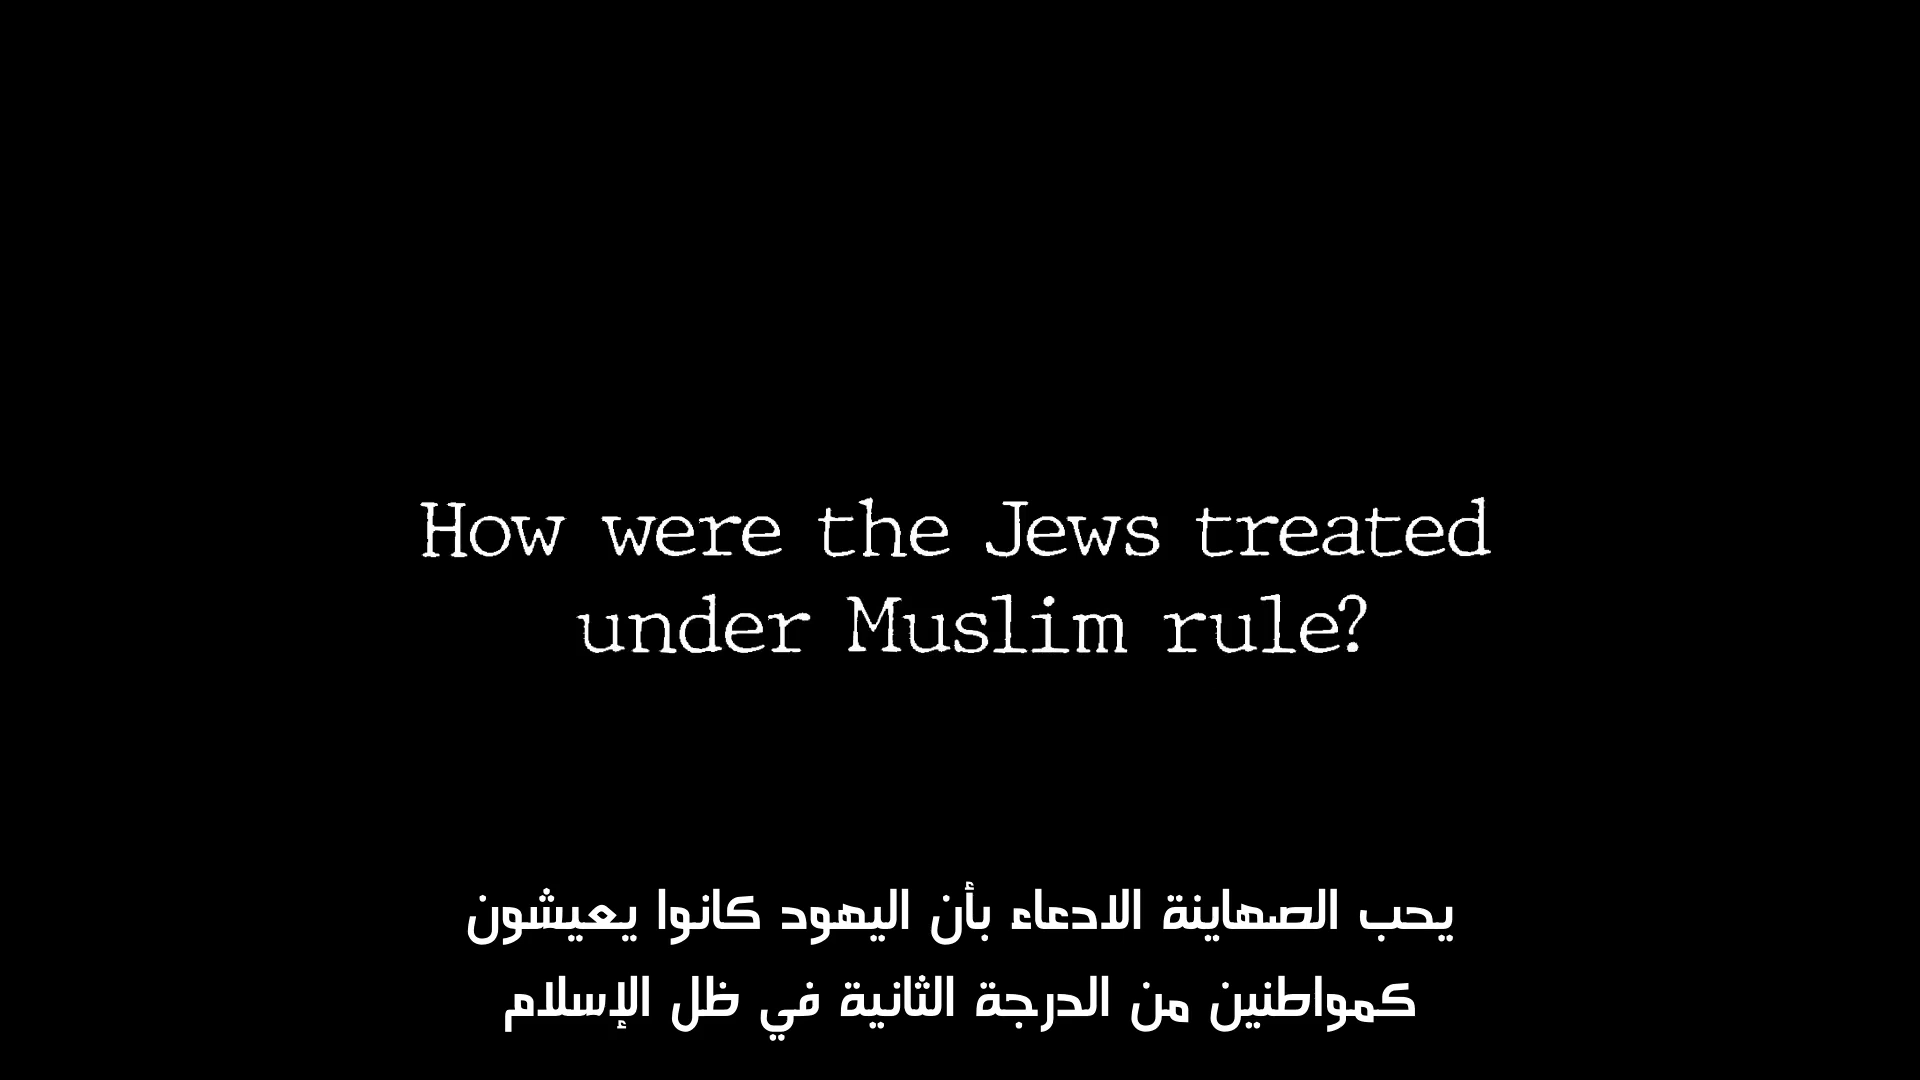 How were the Jews treated
under Muslim rule?
يحب الصهاينة الادعاء بأن اليهود كانوا يعيشون
كمواطنين من الدرجة الثانية في ظل الإسلام